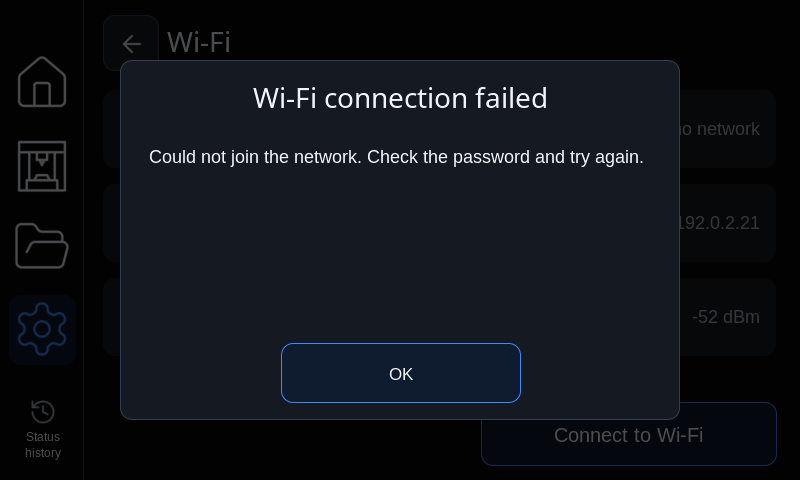 Wi-Fi
Wi-Fi connection failed
no network
Could not join the network. Check the password and try again.
192.0.2.21
-52 dBm
OK
Status
history
Connect to Wi-Fi